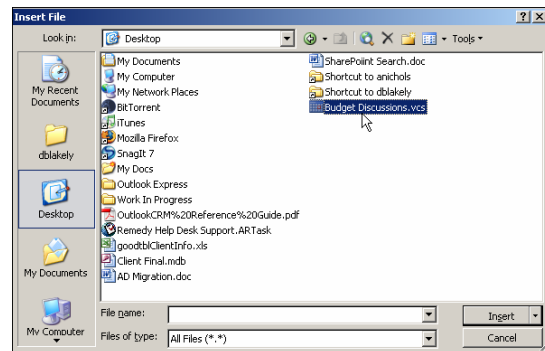 Insert File
Look in:
Desktop
Tools
My Recent
Documents
dblakely
Desktop
My Documents
My Computer
My Documents
My Computer
My Network Places
BitTorrent
iTunes
Mozilla Firefox
SnagIt 7
My Docs
Outlook Express
Work In Progress
OutlookCRM%20Reference%20Guide.pdf
Remedy Help Desk Support.ARTask
goodtblClientInfo.xls
Client Final.mdb
AD Migration.doc
SharePoint Search.doc
Shortcut to anichols
Shortcut to dblakely
Budget Discussions.vcs
File name:
Insert
Files of type:
All Files (*.*)
Cancel